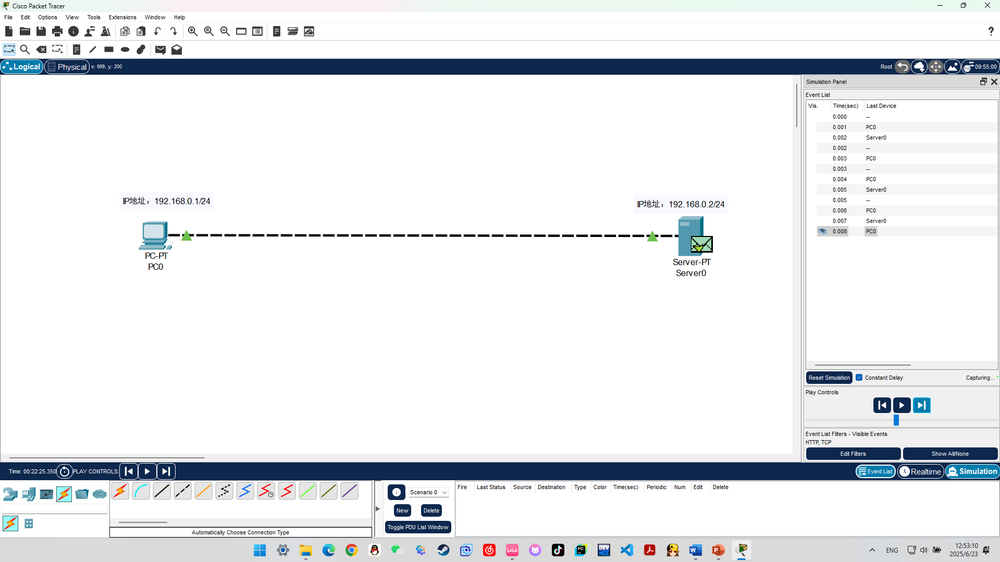 Cisco Packet Tracer
File Edit Options View Tools Extensions Window Help
Logical Physical x: 999, y: 200 Root 09:55:00
Simulation Panel
Event List
Vis. Time(sec) Last Device
0.000 --
0.001 PC0
0.002 Server0
0.002 --
0.003 PC0
0.003 --
0.004 PC0
0.005 Server0
0.005 --
0.006 PC0
0.007 Server0
0.008 PC0
IP地址：192.168.0.1/24
IP地址：192.168.0.2/24
PC-PT
PC0
Server-PT
Server0
Reset Simulation Constant Delay Capturing... *
Play Controls
Event List Filters - Visible Events
HTTP, TCP
Edit Filters Show All/None
Time: 00:22:25.350 PLAY CONTROLS: Event List Realtime Simulation
Scenario 0
New Delete
Toggle PDU List Window
Fire Last Status Source Destination Type Color Time(sec) Periodic Num Edit Delete
Automatically Choose Connection Type
ENG
12:53:10
2025/6/23